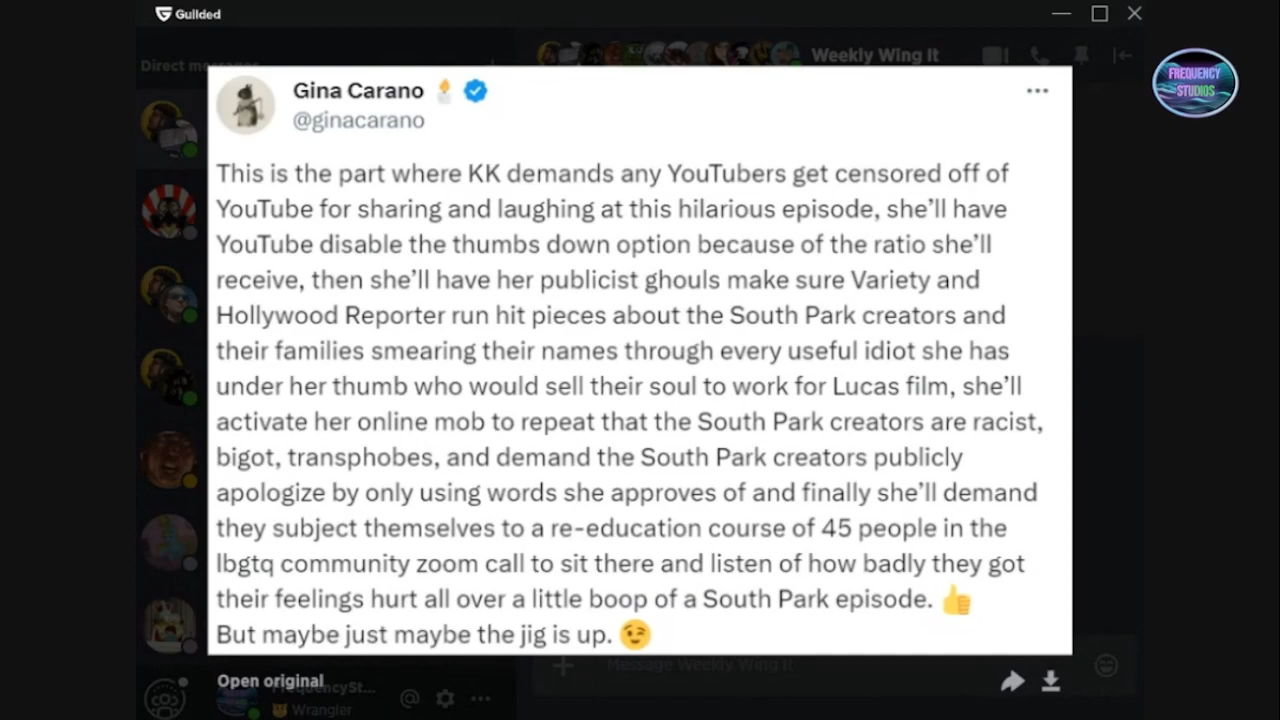 Guilded
Direct messages
Weekly Wing It
FREQUENCY
STUDIOS
Gina Carano
@ginacarano
This is the part where KK demands any YouTubers get censored off of
YouTube for sharing and laughing at this hilarious episode, she'll have
YouTube disable the thumbs down option because of the ratio she'll
receive, then she'll have her publicist ghouls make sure Variety and
Hollywood Reporter run hit pieces about the South Park creators and
their families smearing their names through every useful idiot she has
under her thumb who would sell their soul to work for Lucas film, she'll
activate her online mob to repeat that the South Park creators are racist,
bigot, transphobes, and demand the South Park creators publicly
apologize by only using words she approves of and finally she'll demand
they subject themselves to a re-education course of 45 people in the
lbgtq community zoom call to sit there and listen of how badly they got
their feelings hurt all over a little boop of a South Park episode. 👍
But maybe just maybe the jig is up. 😉
Message Weekly Wing It
Open original
FrequencySt...
Wrangler